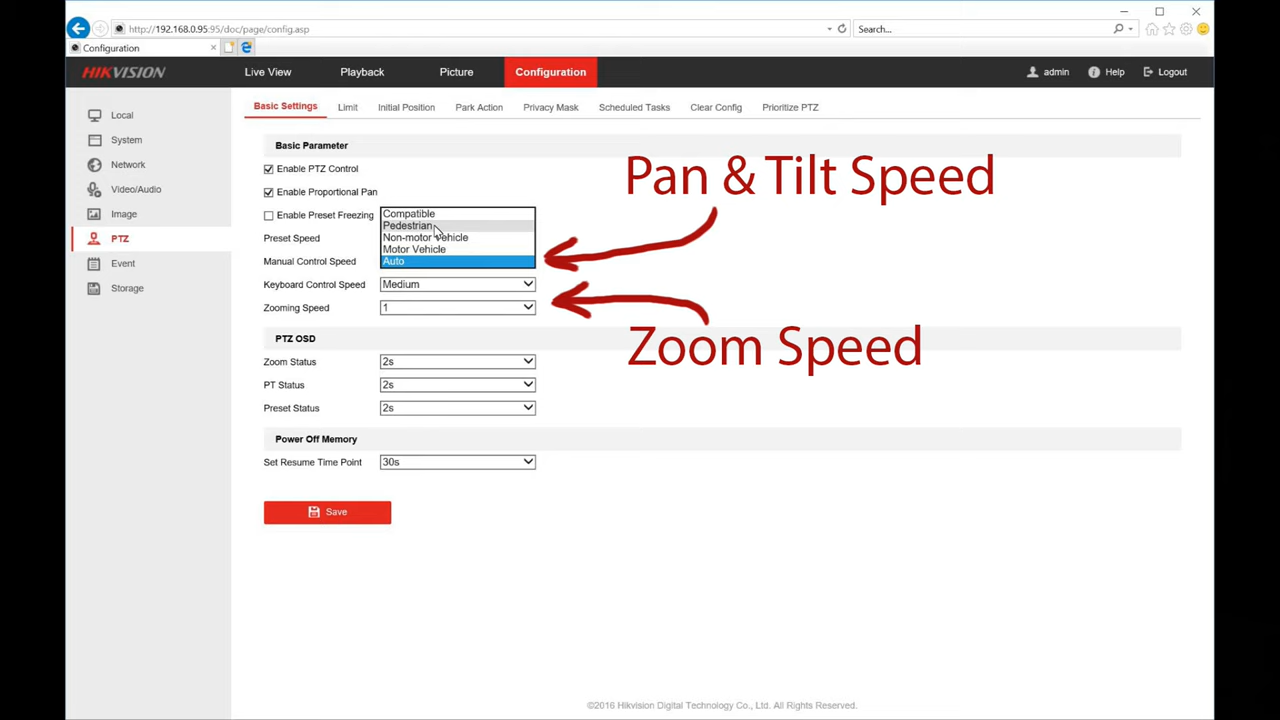 http://192.168.0.95:95/doc/page/config.asp
Search...
Configuration
HIKVISION
Live View
Playback
Picture
Configuration
admin
Help
Logout
Local
System
Network
Video/Audio
Image
PTZ
Event
Storage
Basic Settings
Limit
Initial Position
Park Action
Privacy Mask
Scheduled Tasks
Clear Config
Prioritize PTZ
Basic Parameter
Enable PTZ Control
Enable Proportional Pan
Enable Preset Freezing
Preset Speed
Manual Control Speed
Compatible
Pedestrian
Non-motor Vehicle
Motor Vehicle
Auto
Keyboard Control Speed
Medium
Zooming Speed
1
Pan & Tilt Speed
Zoom Speed
PTZ OSD
Zoom Status
2s
PT Status
2s
Preset Status
2s
Power Off Memory
Set Resume Time Point
30s
Save
©2016 Hikvision Digital Technology Co., Ltd. All Rights Reserved.